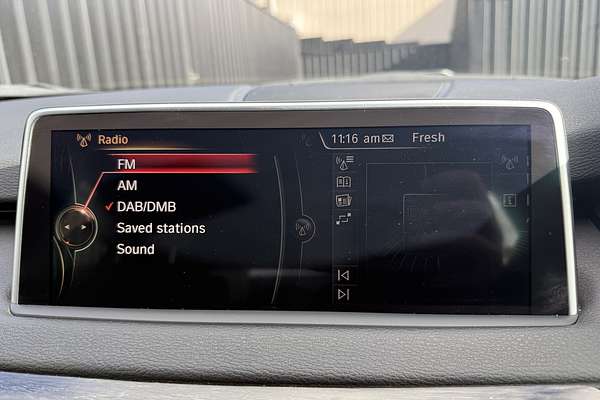 Radio
11:16 am
Fresh
FM
AM
DAB/DMB
Saved stations
Sound